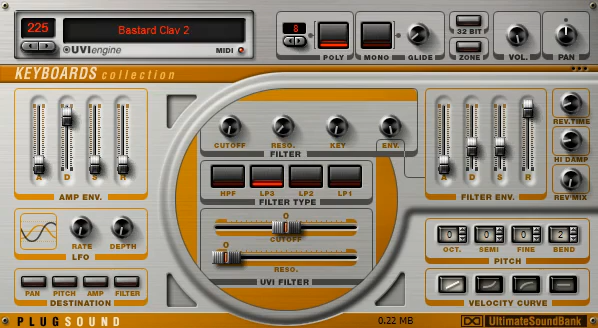 225
Bastard Clav 2
UVI engine
MIDI
8
POLY
MONO
GLIDE
32 BIT
ZONE
VOL.
PAN
KEYBOARDS collection
A D S R
AMP ENV.
CUTOFF RESO. KEY ENV.
FILTER
HPF LP3 LP2 LP1
FILTER TYPE
0
CUTOFF
0
RESO.
UVI FILTER
A D S R
FILTER ENV.
REV.TIME
HI DAMP
REV'MIX
RATE DEPTH
LFO
PAN PITCH AMP FILTER
DESTINATION
0 0 0 2
OCT. SEMI FINE BEND
PITCH
VELOCITY CURVE
PLUGSOUND
0.22 MB
UltimateSoundBank